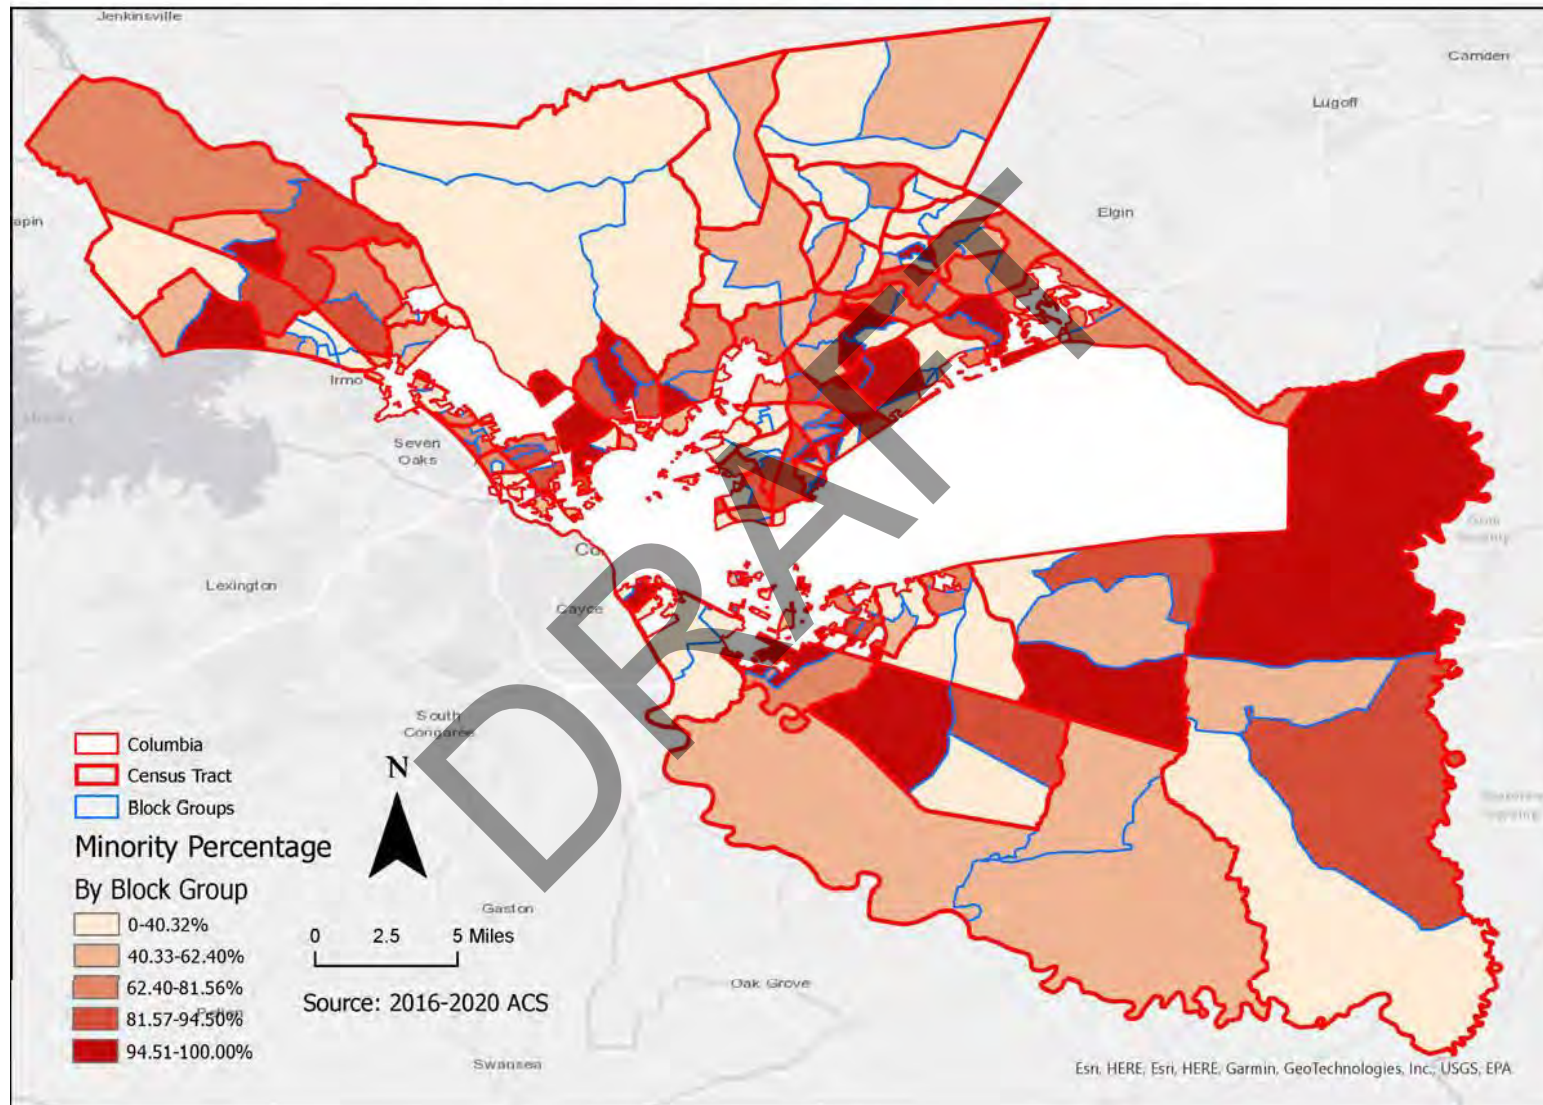 Jenkinsville
Camden
Lugoff
apin
Elgin
Irmo
Seven
Oaks
Co
Lexington
Cayce
South
Congaree
Columbia
Census Tract
Block Groups
N
Minority Percentage
By Block Group
0-40.32%
40.33-62.40%
62.40-81.56%
81.57-94.50%
94.51-100.00%
Pelion
0 2.5 5 Miles
Source: 2016-2020 ACS
Gaston
Oak Grove
Swansea
Esri, HERE, Esri, HERE, Garmin, GeoTechnologies, Inc., USGS, EPA
DRAFT